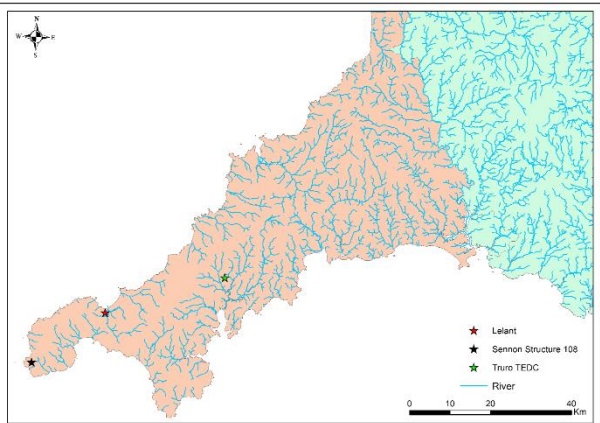 N
W E
S
Lelant
Sennon Structure 108
Truro TEDC
River
0 10 20 40
Km